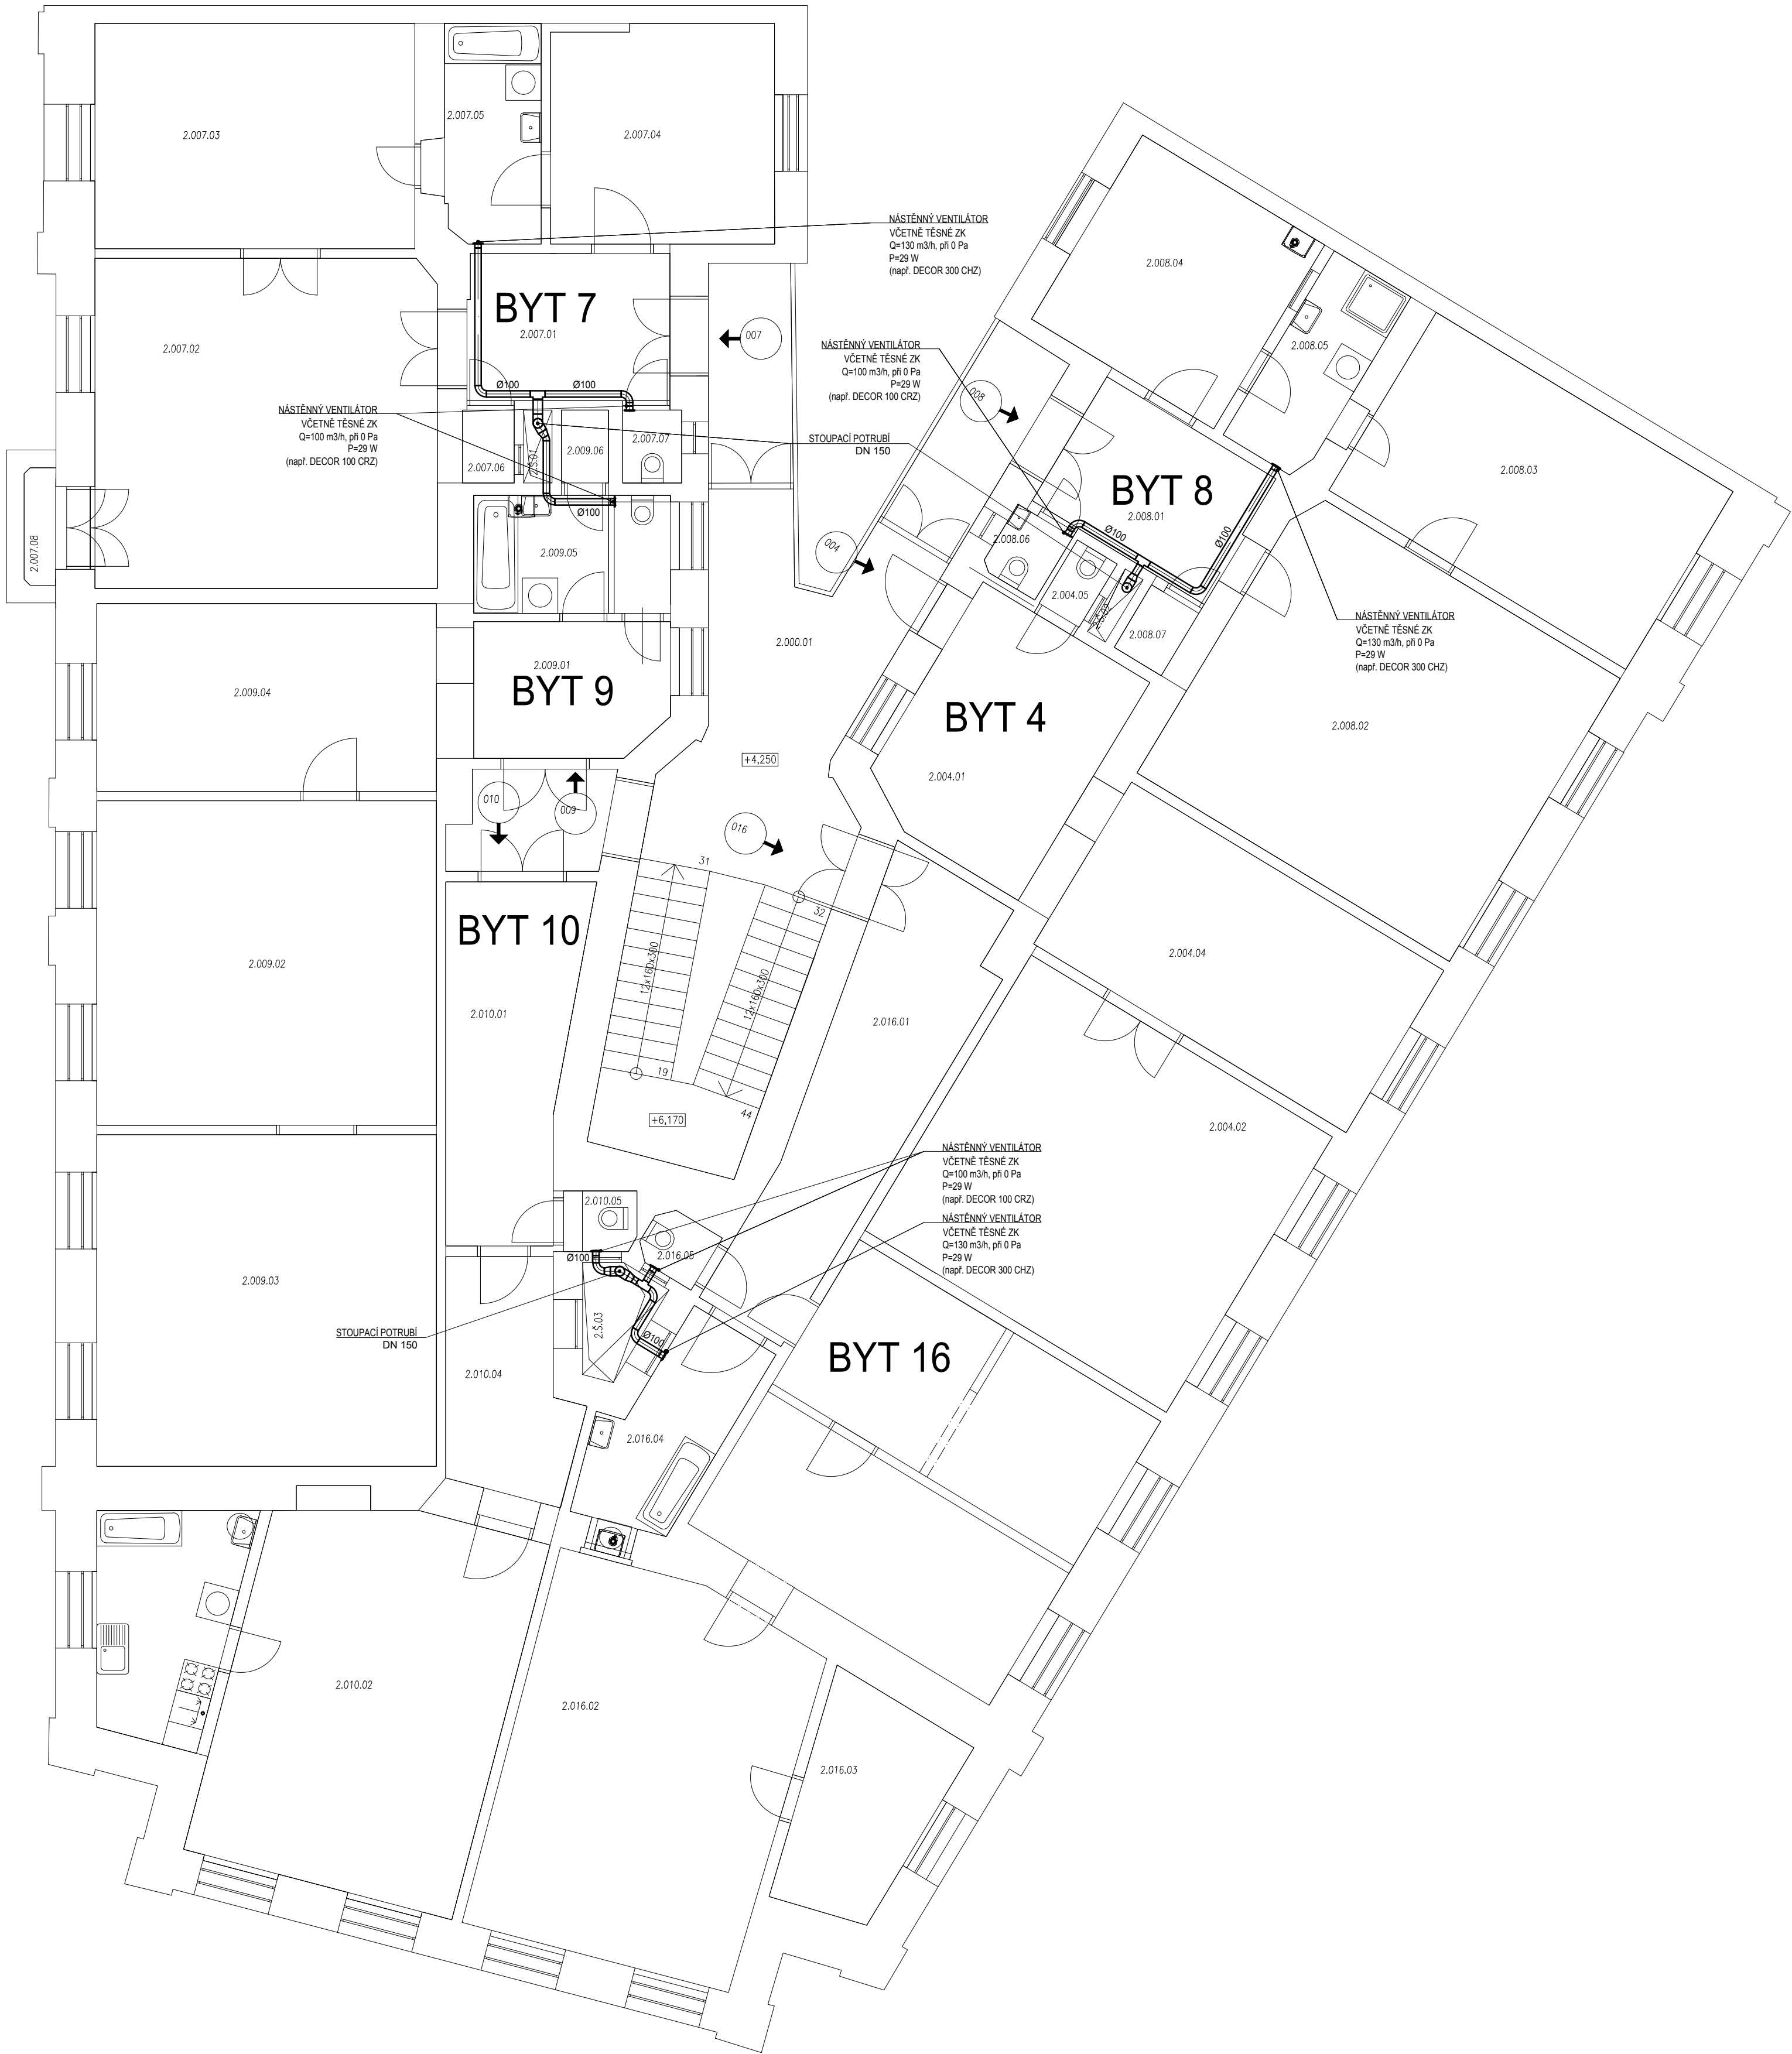 2.007.03
2.007.05
2.007.04
NÁSTĚNNÝ VENTILÁTOR
VČETNĚ TĚSNÉ ZK
Q=130 m3/h, při 0 Pa
P=29 W
(např. DECOR 300 CHZ)
2.008.04
BYT 7
2.007.01
2.007.02
007
2.008.05
NÁSTĚNNÝ VENTILÁTOR
VČETNĚ TĚSNÉ ZK
Q=100 m3/h, při 0 Pa
P=29 W
(např. DECOR 100 CRZ)
008
Ø100
Ø100
NÁSTĚNNÝ VENTILÁTOR
VČETNĚ TĚSNÉ ZK
Q=100 m3/h, při 0 Pa
P=29 W
(např. DECOR 100 CRZ)
STOUPACÍ POTRUBÍ
DN 150
2.007.07
2.009.06
2.007.06
2.Š.01
2.008.03
BYT 8
2.008.01
Ø100
Ø100
Ø100
2.008.06
004
2.007.08
2.009.05
2.004.05
2.008.07
NÁSTĚNNÝ VENTILÁTOR
VČETNĚ TĚSNÉ ZK
Q=130 m3/h, při 0 Pa
P=29 W
(např. DECOR 300 CHZ)
2.000.01
2.009.01
BYT 9
2.009.04
BYT 4
2.008.02
+4,250
2.004.01
010
009
016
31
32
BYT 10
2.009.02
2.004.04
12x160x300
12x160x300
2.010.01
2.016.01
19
44
+6,170
2.004.02
NÁSTĚNNÝ VENTILÁTOR
VČETNĚ TĚSNÉ ZK
Q=100 m3/h, při 0 Pa
P=29 W
(např. DECOR 100 CRZ)
2.010.05
NÁSTĚNNÝ VENTILÁTOR
VČETNĚ TĚSNÉ ZK
Q=130 m3/h, při 0 Pa
P=29 W
(např. DECOR 300 CHZ)
Ø100
2.016.05
2.009.03
2.Š.03
STOUPACÍ POTRUBÍ
DN 150
Ø100
BYT 16
2.010.04
2.016.04
2.010.02
2.016.02
2.016.03